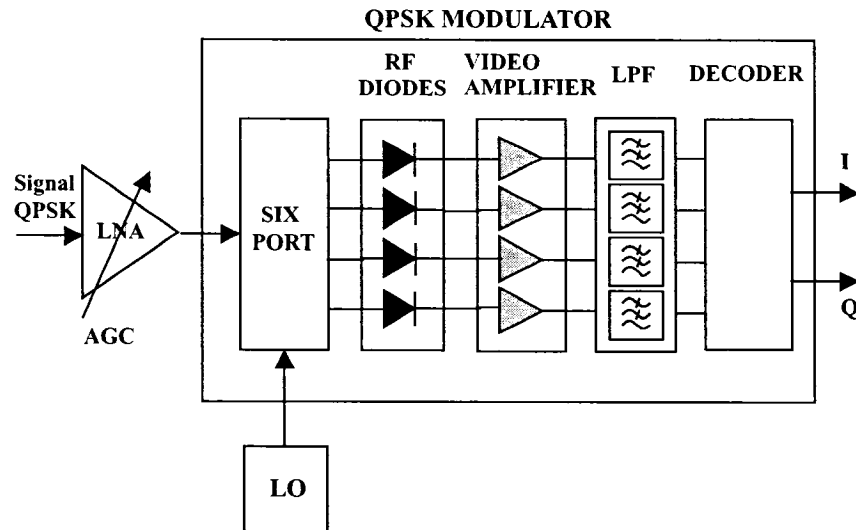 QPSK MODULATOR
RF
DIODES
VIDEO
AMPLIFIER
LPF
DECODER
Signal
QPSK
LNA
AGC
SIX
PORT
I
Q
LO